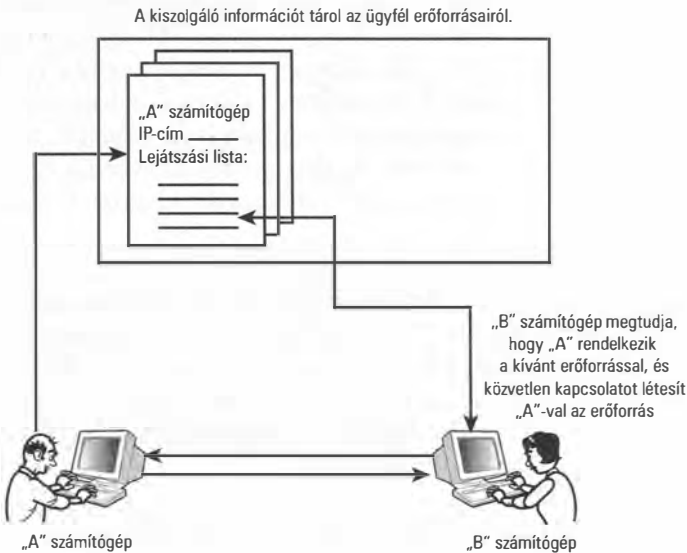 A kiszolgáló információt tárol az ügyfél erőforrásairól.
„A” számítógép
IP-cím ____
Lejátszási lista:
„B” számítógép megtudja,
hogy „A” rendelkezik
a kívánt erőforrással, és
közvetlen kapcsolatot létesít
„A”-val az erőforrás
„A” számítógép
„B” számítógép